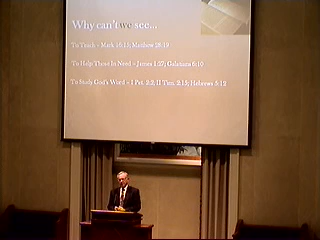 Why can't we see...
To Teach – Mark 16:15; Matthew 28:19
To Help Those In Need – James 1:27; Galatians 6:10
To Study God's Word – I Pet. 2:2; II Tim. 2:15; Hebrews 5:12